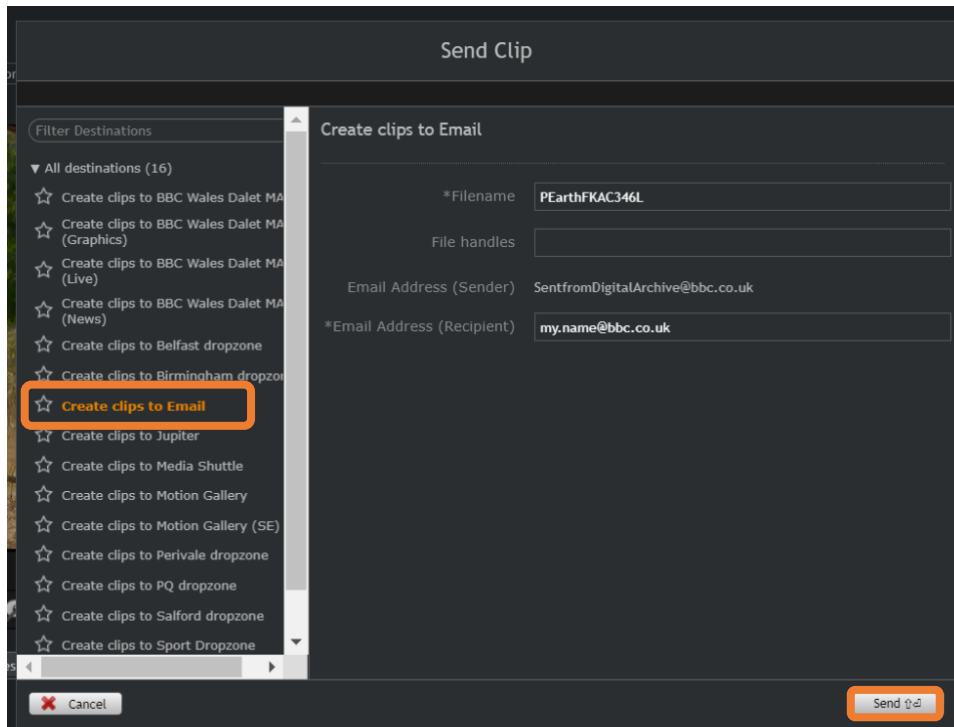 Send Clip
Filter Destinations
▼ All destinations (16)
Create clips to BBC Wales Dalet MA
Create clips to BBC Wales Dalet MA
(Graphics)
Create clips to BBC Wales Dalet MA
(Live)
Create clips to BBC Wales Dalet MA
(News)
Create clips to Belfast dropzone
Create clips to Birmingham dropzo
Create clips to Email
Create clips to Jupiter
Create clips to Media Shuttle
Create clips to Motion Gallery
Create clips to Motion Gallery (SE)
Create clips to Perivale dropzone
Create clips to PQ dropzone
Create clips to Salford dropzone
Create clips to Sport Dropzone
Create clips to Email
*Filename PEarthFKAC346L
File handles
Email Address (Sender) SentfromDigitalArchive@bbc.co.uk
*Email Address (Recipient) my.name@bbc.co.uk
Cancel
Send ⇧⏎